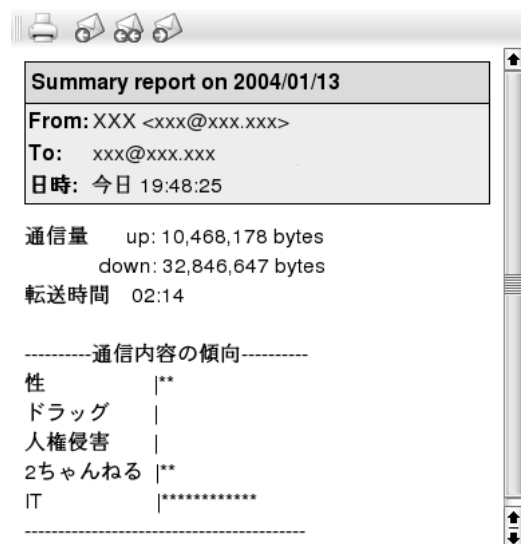 Summary report on 2004/01/13
From: XXX <xxx@xxx.xxx>
To: xxx@xxx.xxx
日時: 今日 19:48:25
通信量 up: 10,468,178 bytes
down: 32,846,647 bytes
転送時間 02:14
----------通信内容の傾向----------
性 |**
ドラッグ |
人権侵害 |
2ちゃんねる |**
IT |************
------------------------------------------